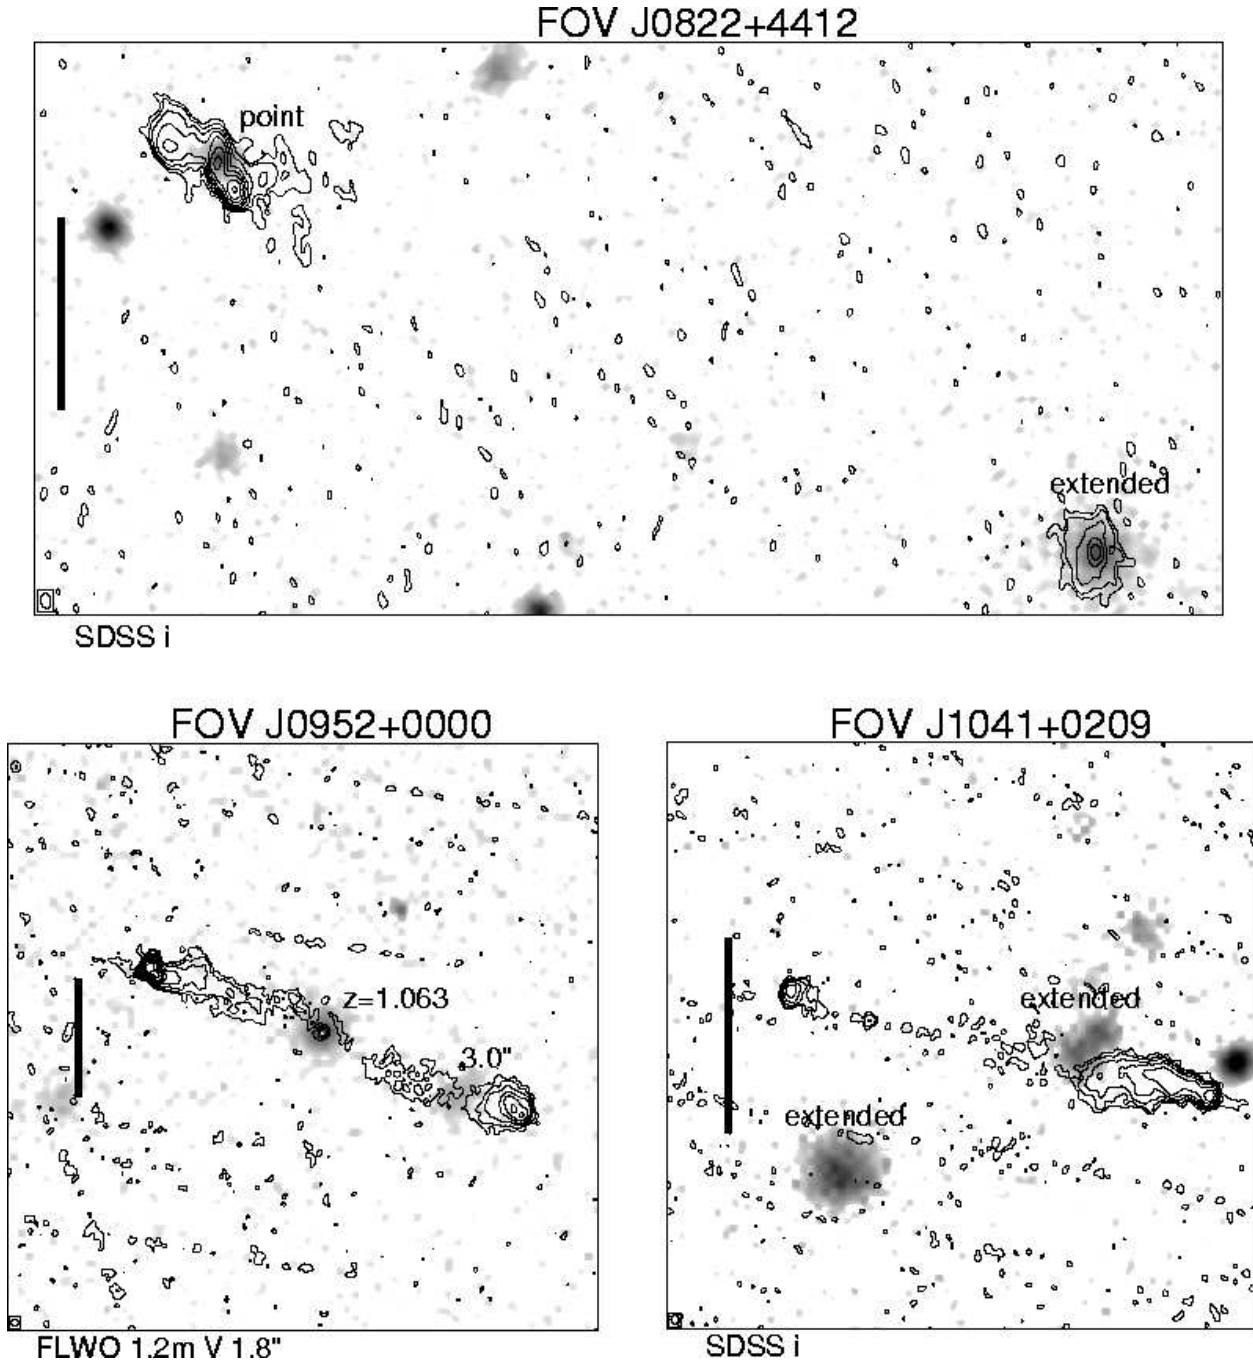 FOV J0822+4412
point
extended
SDSS i
FOV J0952+0000
z=1.063
3.0"
FLWO 1.2m V 1.8"
FOV J1041+0209
extended
extended
SDSS i